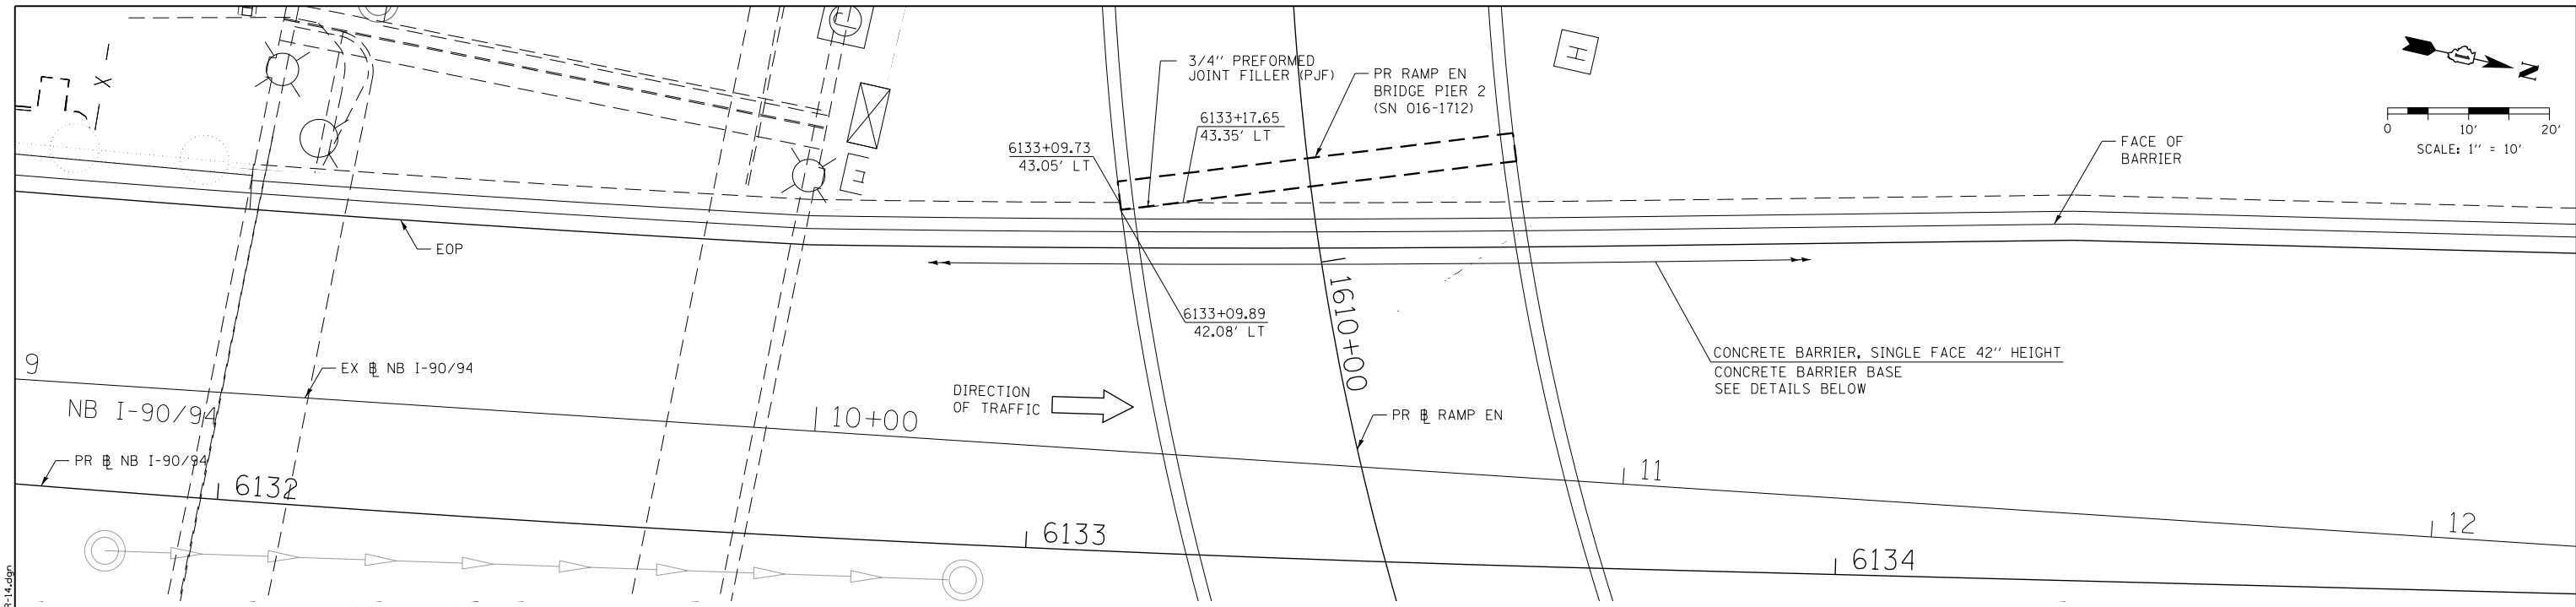 3/4" PREFORMED
JOINT FILLER (PJF)
PR RAMP EN
BRIDGE PIER 2
(SN 016-1712)
6133+17.65
43.35' LT
6133+09.73
43.05' LT
FACE OF
BARRIER
N
0 10' 20'
SCALE: 1" = 10'
H
EOP
6133+09.89
42.08' LT
1610+00
CONCRETE BARRIER, SINGLE FACE 42" HEIGHT
CONCRETE BARRIER BASE
SEE DETAILS BELOW
9
EX ℄ NB I-90/94
NB I-90/94
10+00
DIRECTION
OF TRAFFIC
PR ℄ RAMP EN
PR ℄ NB I-90/94
11
12
6132
6133
6134
R-14.dgn